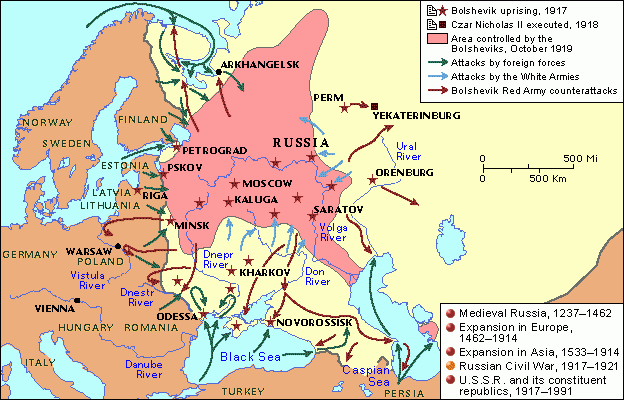 Bolshevik uprising, 1917
Czar Nicholas II executed, 1918
Area controlled by the
Bolsheviks, October 1919
Attacks by foreign forces
Attacks by the White Armies
Bolshevik Red Army counterattacks
ARKHANGELSK
PERM
YEKATERINBURG
NORWAY
FINLAND
SWEDEN
PETROGRAD
RUSSIA
Ural
River
0 500 Mi
0 500 Km
ESTONIA
PSKOV
ORENBURG
LATVIA
RIGA
MOSCOW
LITHUANIA
KALUGA
SARATOV
MINSK
Volga
River
GERMANY
WARSAW
POLAND
Dnepr
River
Vistula
River
KHARKOV
Don
River
Dnestr
River
VIENNA
ODESSA
NOVOROSSISK
HUNGARY
ROMANIA
Black Sea
ITALY
Danube
River
Caspian
Sea
TURKEY
PERSIA
Medieval Russia, 1237–1462
Expansion in Europe,
1462–1914
Expansion in Asia, 1533–1914
Russian Civil War, 1917–1921
U.S.S.R. and its constituent
republics, 1917–1991